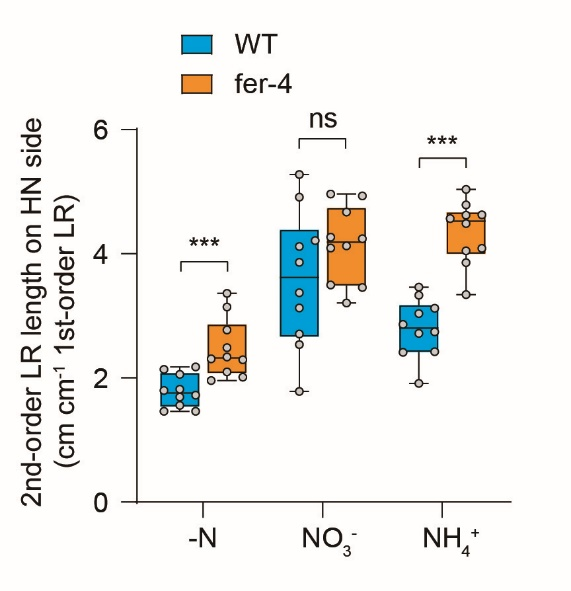 WT
fer-4
2nd-order LR length on HN side
(cm cm⁻¹ 1st-order LR)
6
4
2
0
***
ns
***
-N
NO₃⁻
NH₄⁺